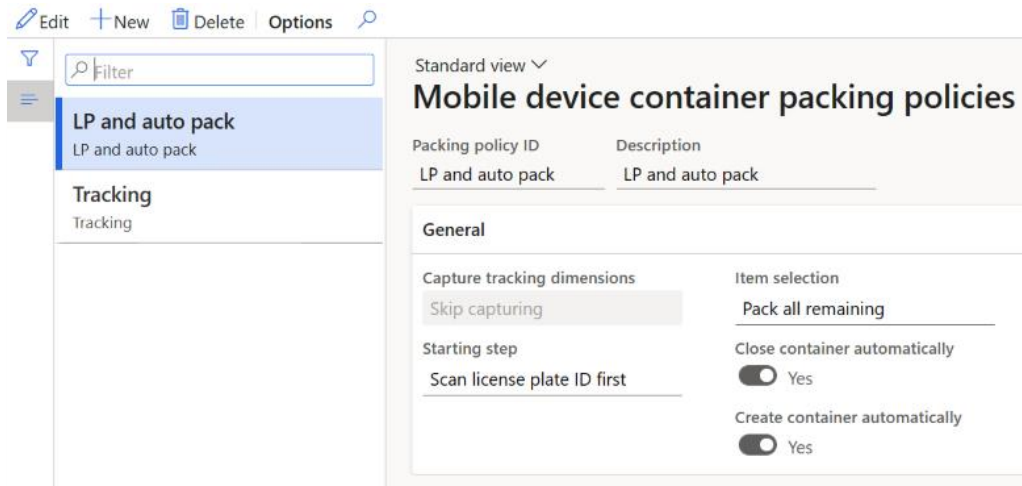 Edit New Delete Options
Filter
LP and auto pack
LP and auto pack
Tracking
Tracking
Standard view
Mobile device container packing policies
Packing policy ID Description
LP and auto pack LP and auto pack
General
Capture tracking dimensions Item selection
Skip capturing Pack all remaining
Starting step Close container automatically
Scan license plate ID first Yes
Create container automatically
Yes